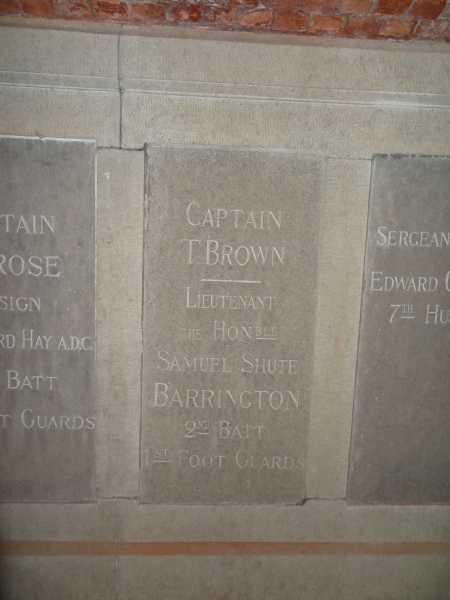 TAIN
ROSE
SIGN
RD HAY A.D.C.
BATT
T GUARDS
CAPTAIN
T. BROWN
LIEUTENANT
THE HONBLE
SAMUEL SHUTE
BARRINGTON
2ND BATT.
1ST FOOT GUARDS
SERGEAN
EDWARD
7TH HU